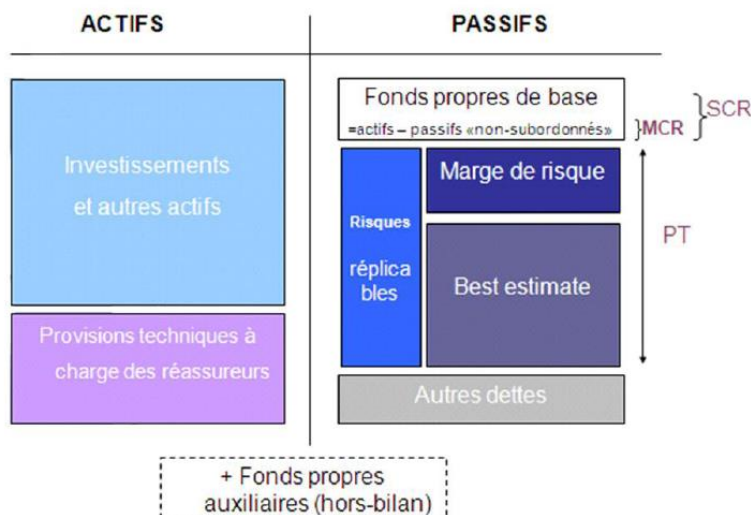 ACTIFS
PASSIFS
Investissements
et autres actifs
Provisions techniques à
charge des réassureurs
Fonds propres de base
=actifs – passifs «non-subordonnés»
}MCR
SCR
Risques
réplica
bles
Marge de risque
Best estimate
PT
Autres dettes
+ Fonds propres
auxiliaires (hors-bilan)